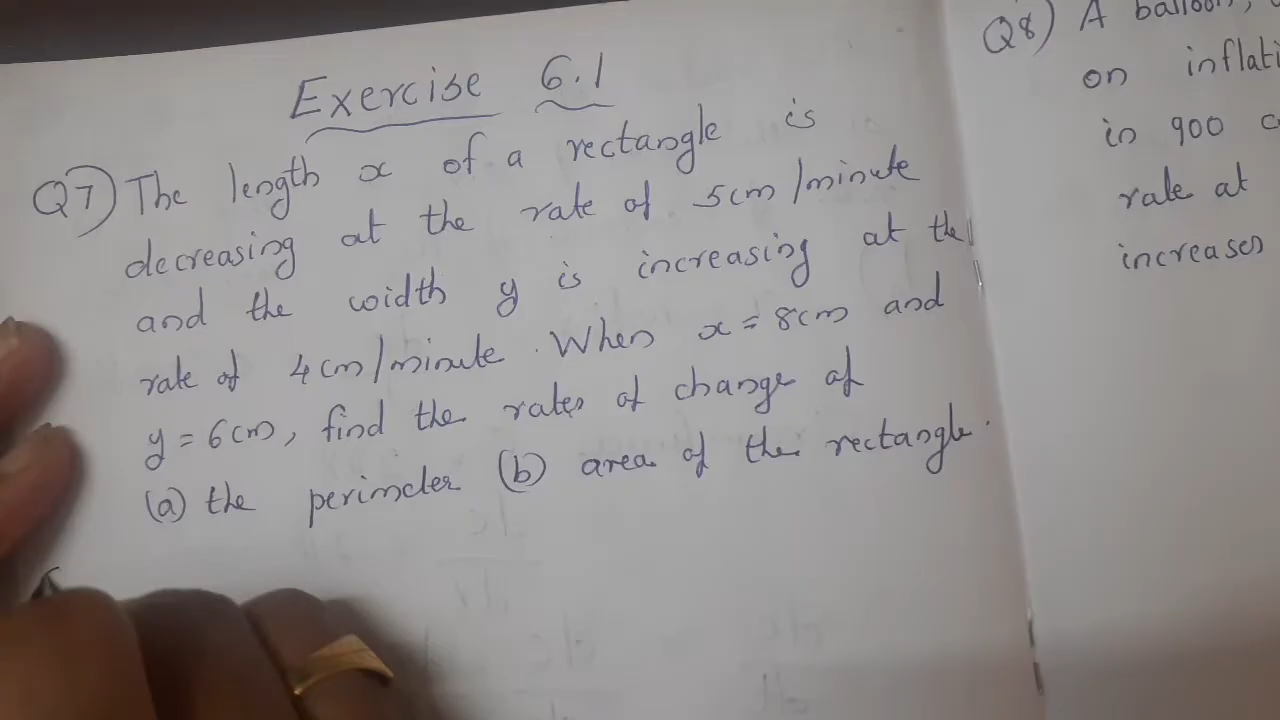 Exercise 6.1
Q7) The length x of a rectangle is
decreasing at the rate of 5cm/minute
and the width y is increasing at the
rate of 4cm/minute. When x = 8cm and
y = 6cm, find the rates of change of
(a) the perimeter (b) area of the rectangle.
Q8) A balloon,
on
in 900
rate at
increases